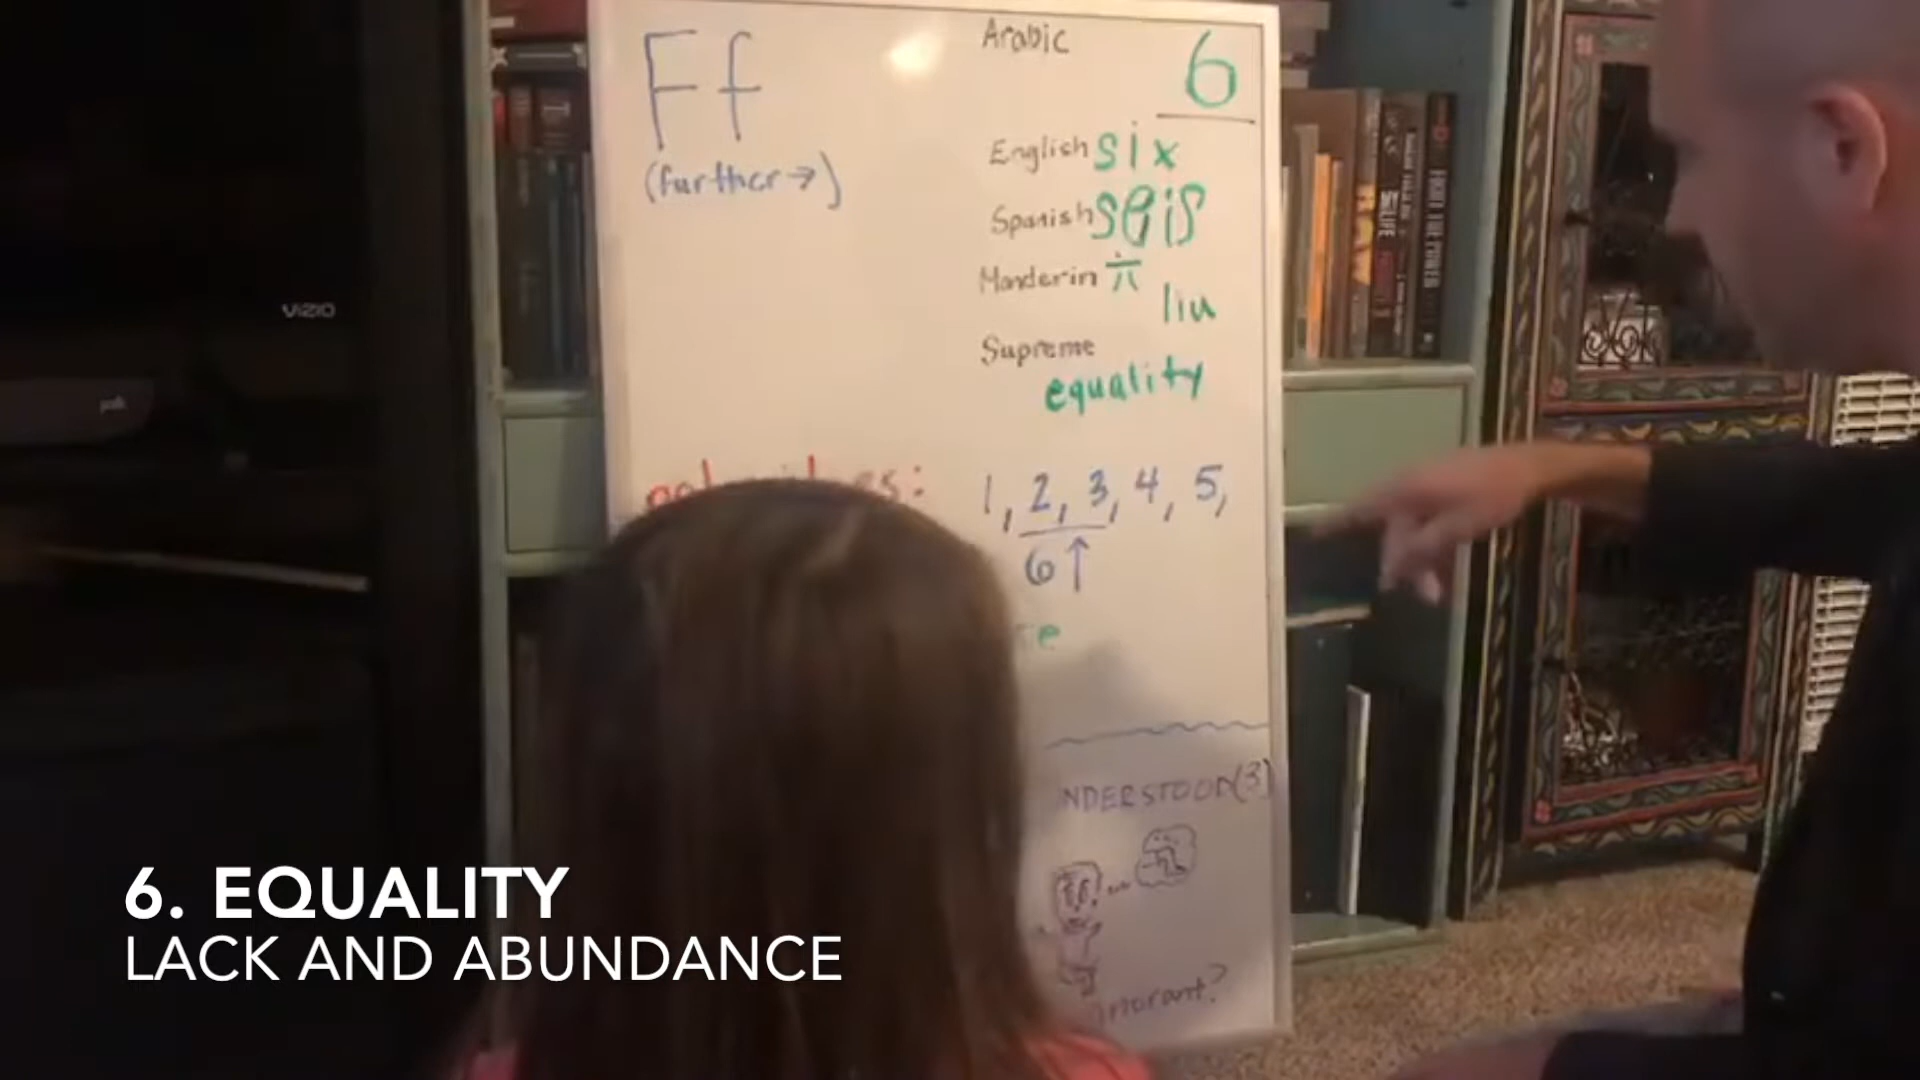 Ff
(further→)
Arabic 6
English six
Spanish seis
Manderin 六
liu
Supreme
equality
1, 2, 3, 4, 5,
6↑
NDERSTOOD(3)
VIZIO
6. EQUALITY
LACK AND ABUNDANCE